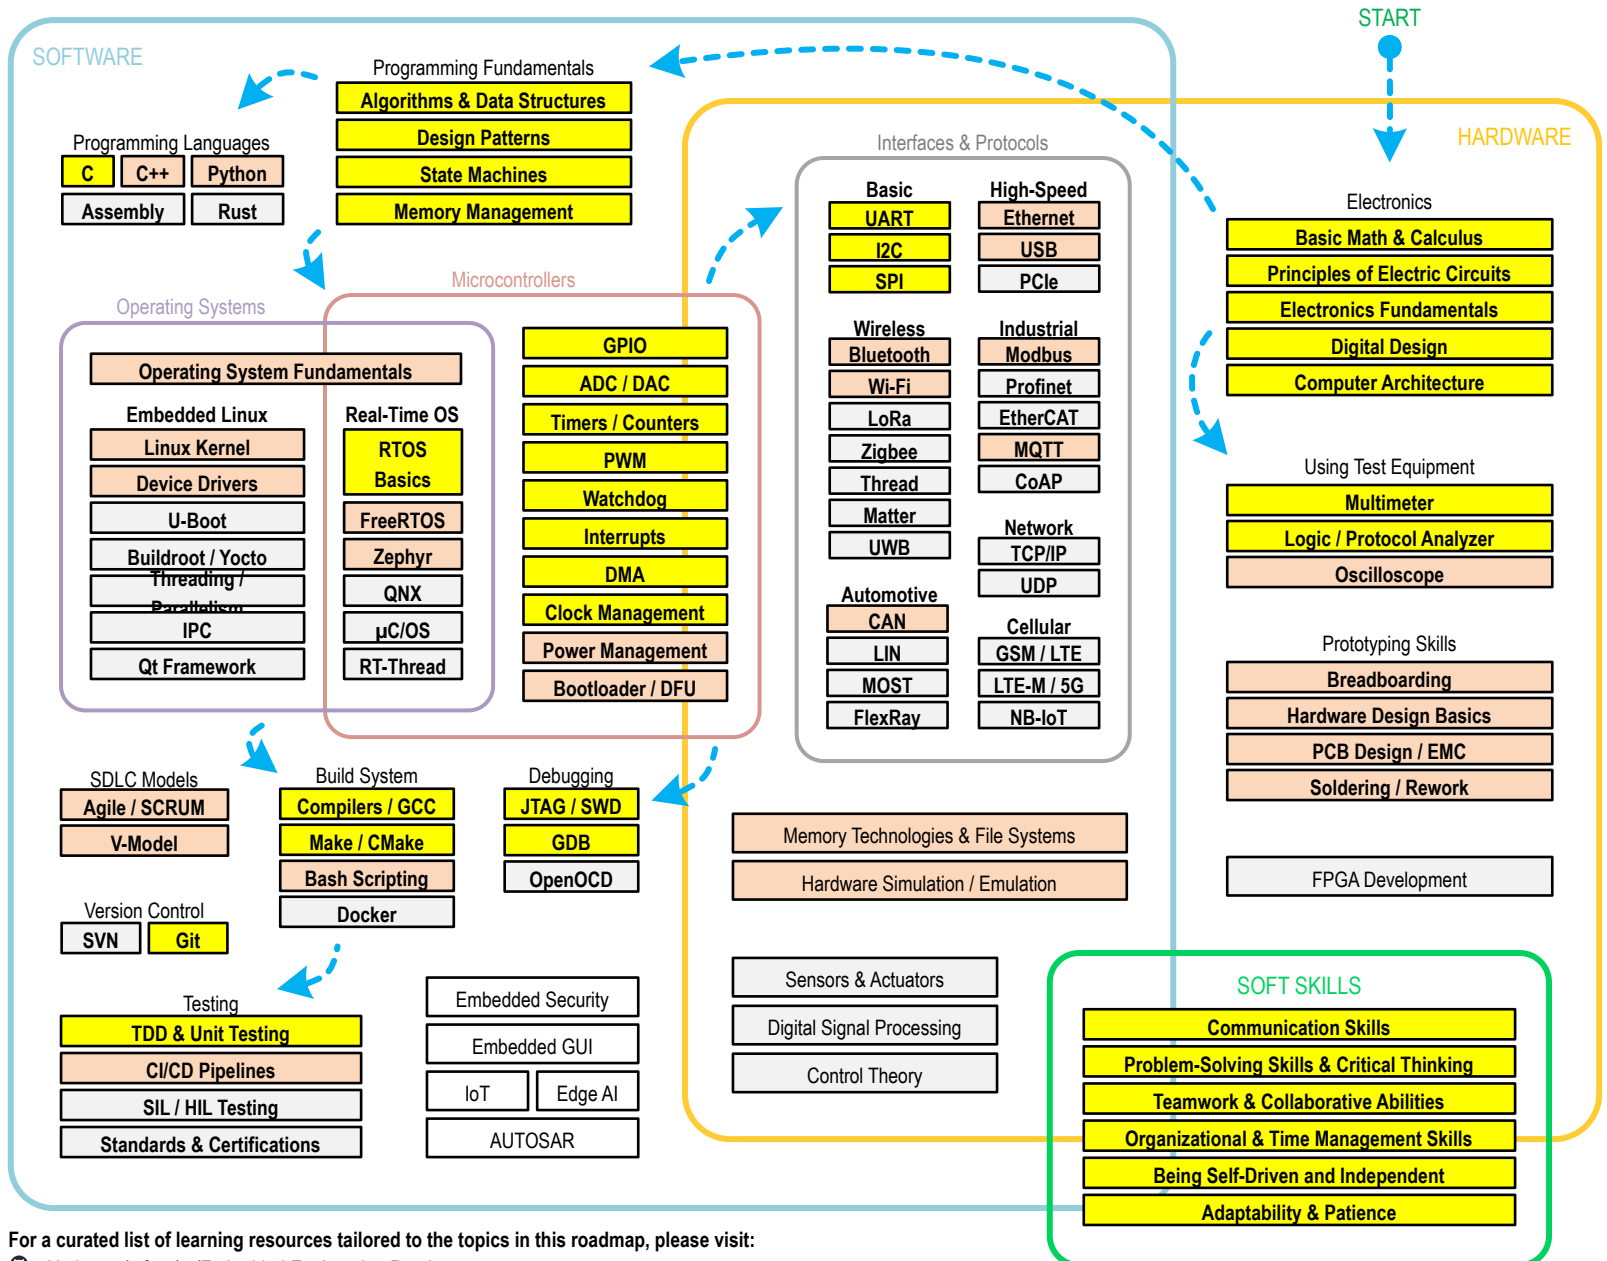 START
SOFTWARE
Programming Fundamentals
Algorithms & Data Structures
Design Patterns
State Machines
Memory Management
Programming Languages
C
C++
Python
Assembly
Rust
HARDWARE
Interfaces & Protocols
Basic
UART
I2C
SPI
High-Speed
Ethernet
USB
PCIe
Wireless
Bluetooth
Wi-Fi
LoRa
Zigbee
Thread
Matter
UWB
Industrial
Modbus
Profinet
EtherCAT
MQTT
CoAP
Network
TCP/IP
UDP
Automotive
CAN
LIN
MOST
FlexRay
Cellular
GSM / LTE
LTE-M / 5G
NB-IoT
Electronics
Basic Math & Calculus
Principles of Electric Circuits
Electronics Fundamentals
Digital Design
Computer Architecture
Using Test Equipment
Multimeter
Logic / Protocol Analyzer
Oscilloscope
Prototyping Skills
Breadboarding
Hardware Design Basics
PCB Design / EMC
Soldering / Rework
FPGA Development
Microcontrollers
Operating Systems
Operating System Fundamentals
Embedded Linux
Linux Kernel
Device Drivers
U-Boot
Buildroot / Yocto
Threading /
Parallelism
IPC
Qt Framework
Real-Time OS
RTOS
Basics
FreeRTOS
Zephyr
QNX
µC/OS
RT-Thread
GPIO
ADC / DAC
Timers / Counters
PWM
Watchdog
Interrupts
DMA
Clock Management
Power Management
Bootloader / DFU
SDLC Models
Agile / SCRUM
V-Model
Build System
Compilers / GCC
Make / CMake
Bash Scripting
Docker
Debugging
JTAG / SWD
GDB
OpenOCD
Version Control
SVN
Git
Testing
TDD & Unit Testing
CI/CD Pipelines
SIL / HIL Testing
Standards & Certifications
Embedded Security
Embedded GUI
IoT
Edge AI
AUTOSAR
Memory Technologies & File Systems
Hardware Simulation / Emulation
Sensors & Actuators
Digital Signal Processing
Control Theory
SOFT SKILLS
Communication Skills
Problem-Solving Skills & Critical Thinking
Teamwork & Collaborative Abilities
Organizational & Time Management Skills
Being Self-Driven and Independent
Adaptability & Patience
For a curated list of learning resources tailored to the topics in this roadmap, please visit: